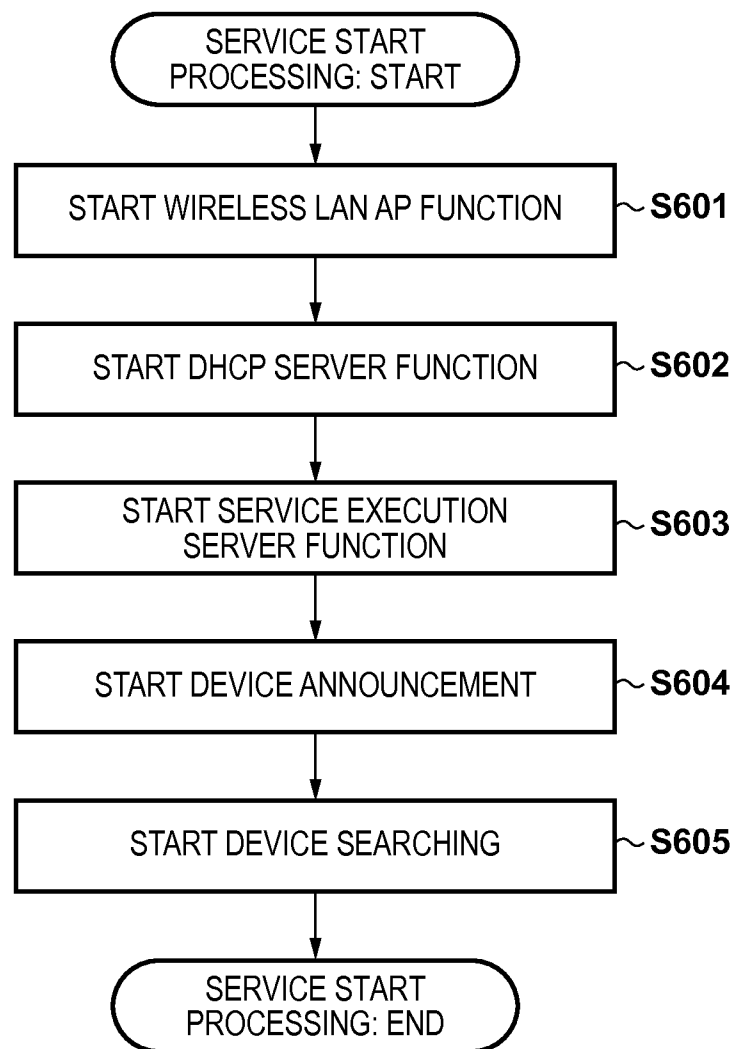 SERVICE START
PROCESSING: START
START WIRELESS LAN AP FUNCTION
S601
START DHCP SERVER FUNCTION
S602
START SERVICE EXECUTION
SERVER FUNCTION
S603
START DEVICE ANNOUNCEMENT
S604
START DEVICE SEARCHING
S605
SERVICE START
PROCESSING: END